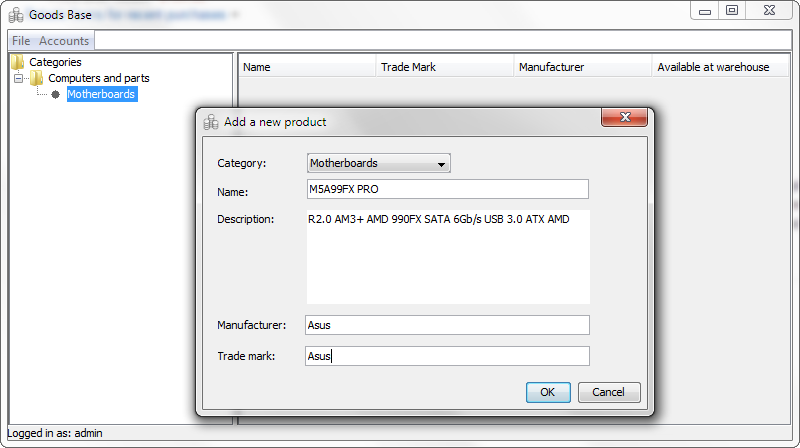 Goods Base
File Accounts
Categories
Computers and parts
Motherboards
Name Trade Mark Manufacturer Available at warehouse
Add a new product
Category: Motherboards
Name: M5A99FX PRO
Description: R2.0 AM3+ AMD 990FX SATA 6Gb/s USB 3.0 ATX AMD
Manufacturer: Asus
Trade mark: Asus
OK Cancel
Logged in as: admin